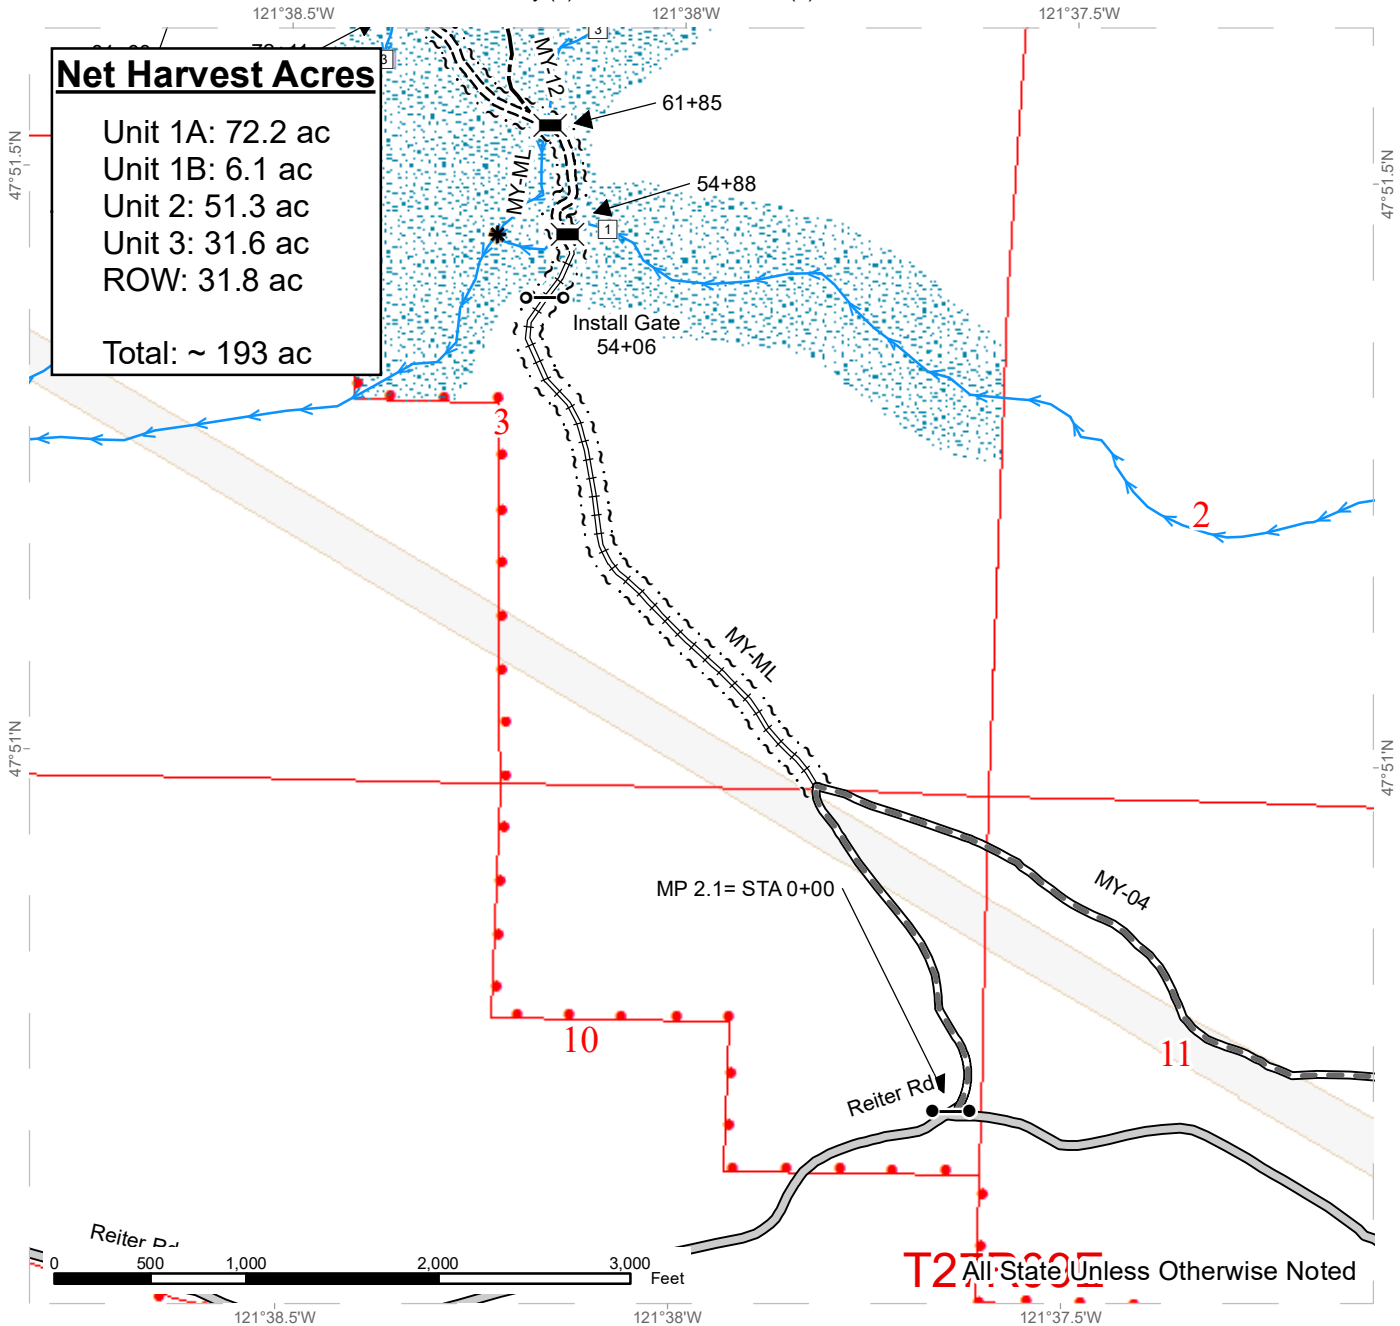 121°38.5'W
121°38'W
121°37.5'W
3
3
MY-12
61+85
Net Harvest Acres
Unit 1A: 72.2 ac
Unit 1B: 6.1 ac
Unit 2: 51.3 ac
Unit 3: 31.6 ac
ROW: 31.8 ac
Total: ~ 193 ac
47°51.5'N
47°51.5'N
MY-ML
54+88
1
Install Gate
54+06
3
2
MY-ML
47°51'N
47°51'N
MP 2.1= STA 0+00
MY-04
10
11
Reiter Rd
Reiter Rd
0 500 1,000 2,000 3,000
Feet
All State Unless Otherwise Noted
121°38.5'W
121°38'W
121°37.5'W